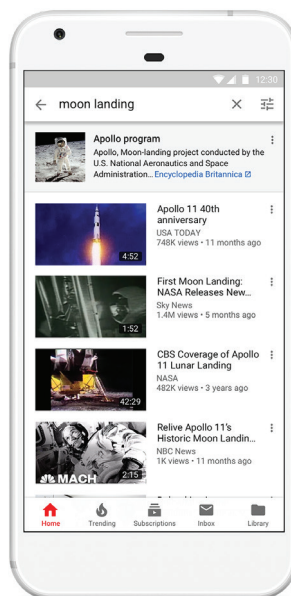 12:30
moon landing
Apollo program
Apollo, Moon-landing project conducted by the
U.S. National Aeronautics and Space
Administration... Encyclopedia Britannica
Apollo 11 40th
anniversary
USA TODAY
748K views • 11 months ago
4:52
First Moon Landing:
NASA Releases New...
Sky News
1.4M views • 5 months ago
1:52
CBS Coverage of Apollo
11 Lunar Landing
NASA
482K views • 3 years ago
42:29
Relive Apollo 11's
Historic Moon Landin...
NBC News
1K views • 11 months ago
MACH
2:15
Home Trending Subscriptions Inbox Library